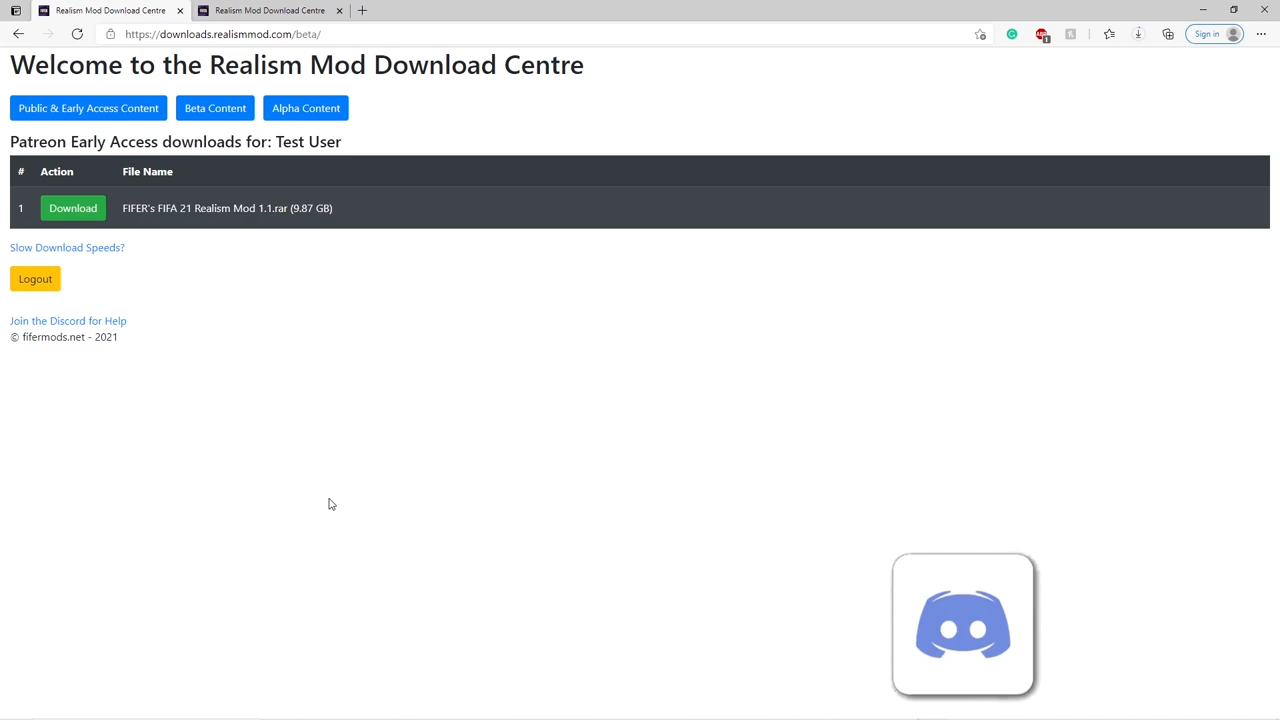 Realism Mod Download Centre
Realism Mod Download Centre
https://downloads.realismmod.com/beta/
1
Sign in
Welcome to the Realism Mod Download Centre
Public & Early Access Content
Beta Content
Alpha Content
Patreon Early Access downloads for: Test User
# Action File Name
1 Download FIFER's FIFA 21 Realism Mod 1.1.rar (9.87 GB)
Slow Download Speeds?
Logout
Join the Discord for Help
© fifermods.net - 2021